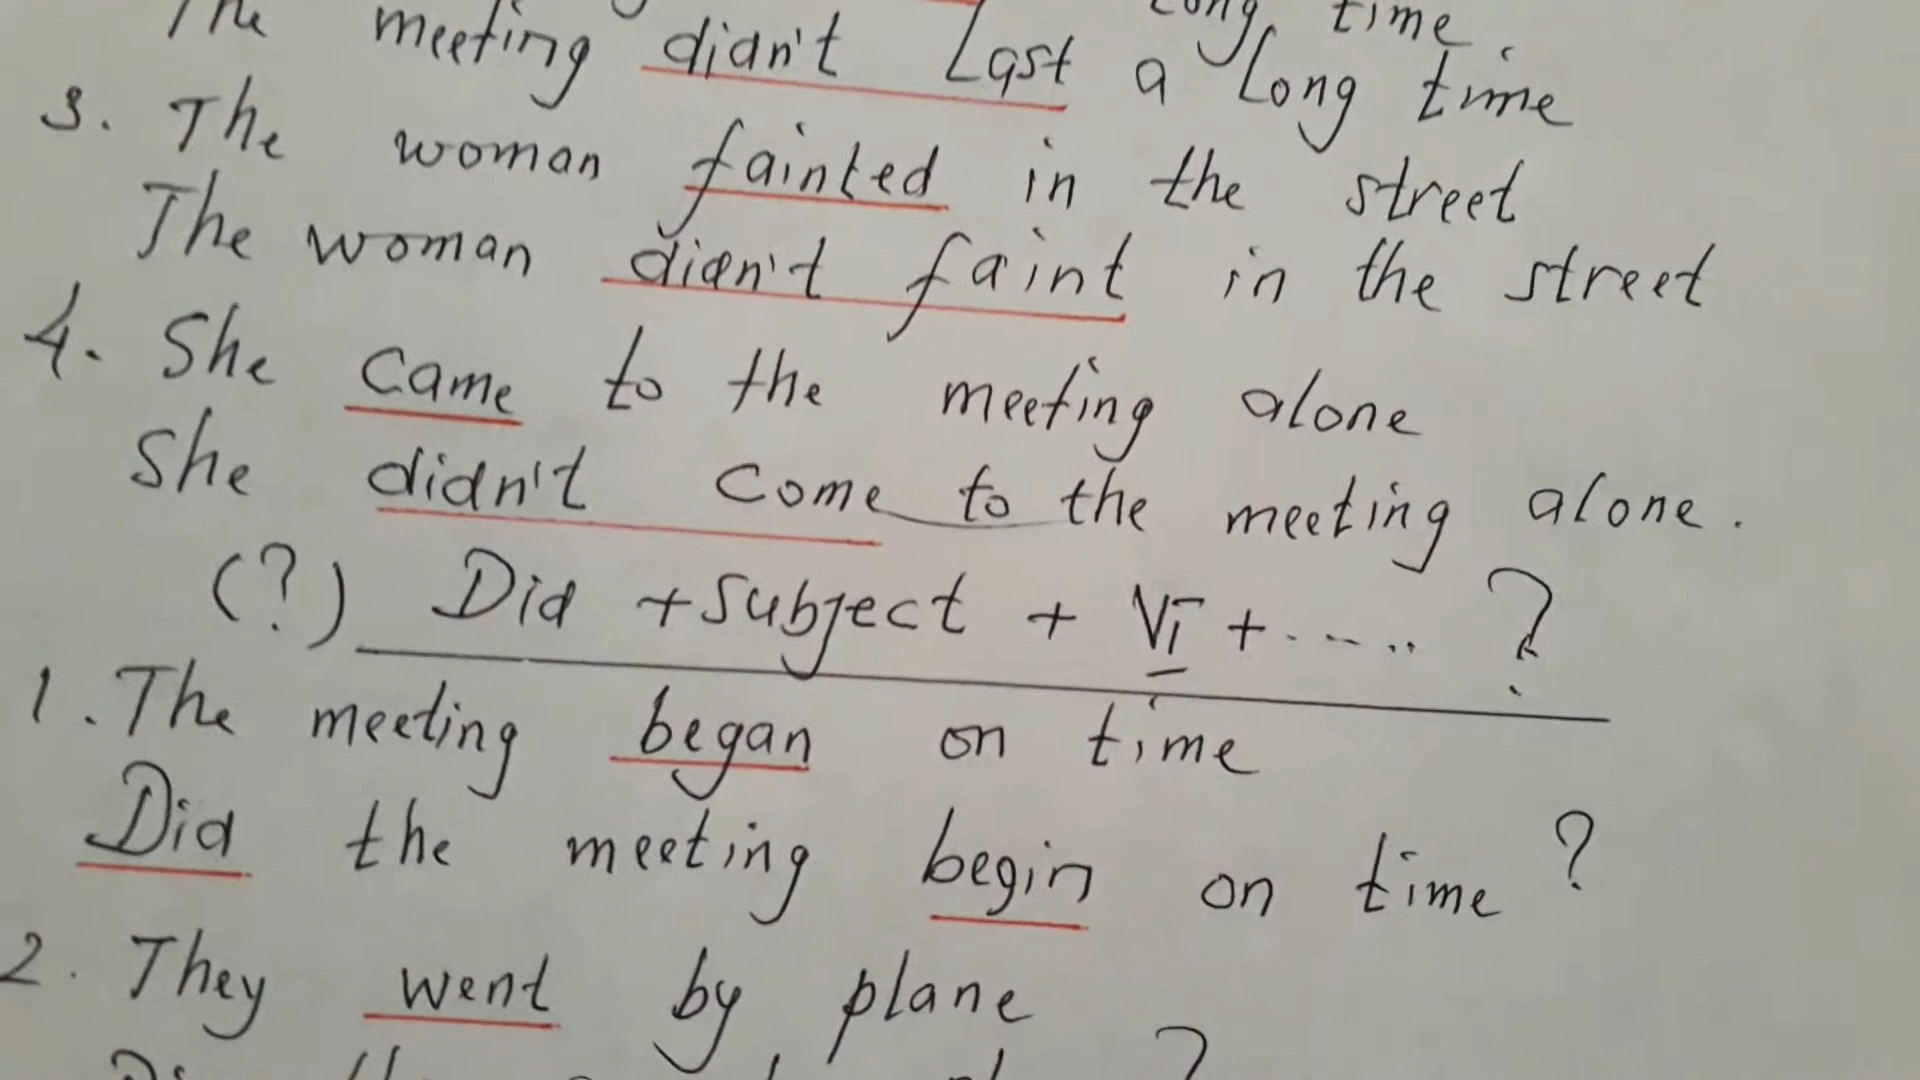 long time.
The meeting didn't Last a long time
3. The woman fainted in the street
The woman didn't faint in the street
4. She came to the meeting alone
She didn't come to the meeting alone.
(?) Did + Subject + V1 + ..... ?
1. The meeting began on time
Did the meeting begin on time?
2. They went by plane